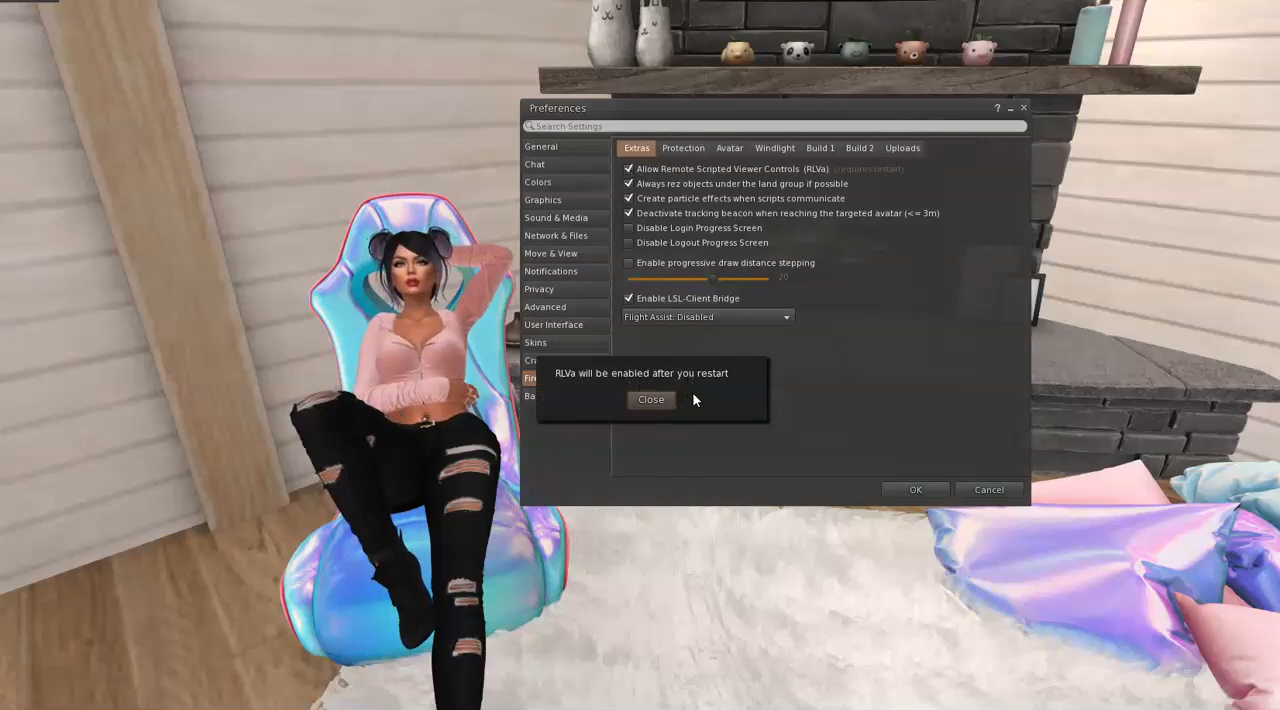 Preferences
?
Search Settings
General
Chat
Colors
Graphics
Sound & Media
Network & Files
Move & View
Notifications
Privacy
Advanced
User Interface
Skins
Cra
Fire
Ba
Extras Protection Avatar Windlight Build 1 Build 2 Uploads
Allow Remote Scripted Viewer Controls (RLVa) (requires restart)
Always rez objects under the land group if possible
Create particle effects when scripts communicate
Deactivate tracking beacon when reaching the targeted avatar (<= 3m)
Disable Login Progress Screen
Disable Logout Progress Screen
Enable progressive draw distance stepping
20
Enable LSL-Client Bridge
Flight Assist: Disabled
RLVa will be enabled after you restart
Close
OK Cancel